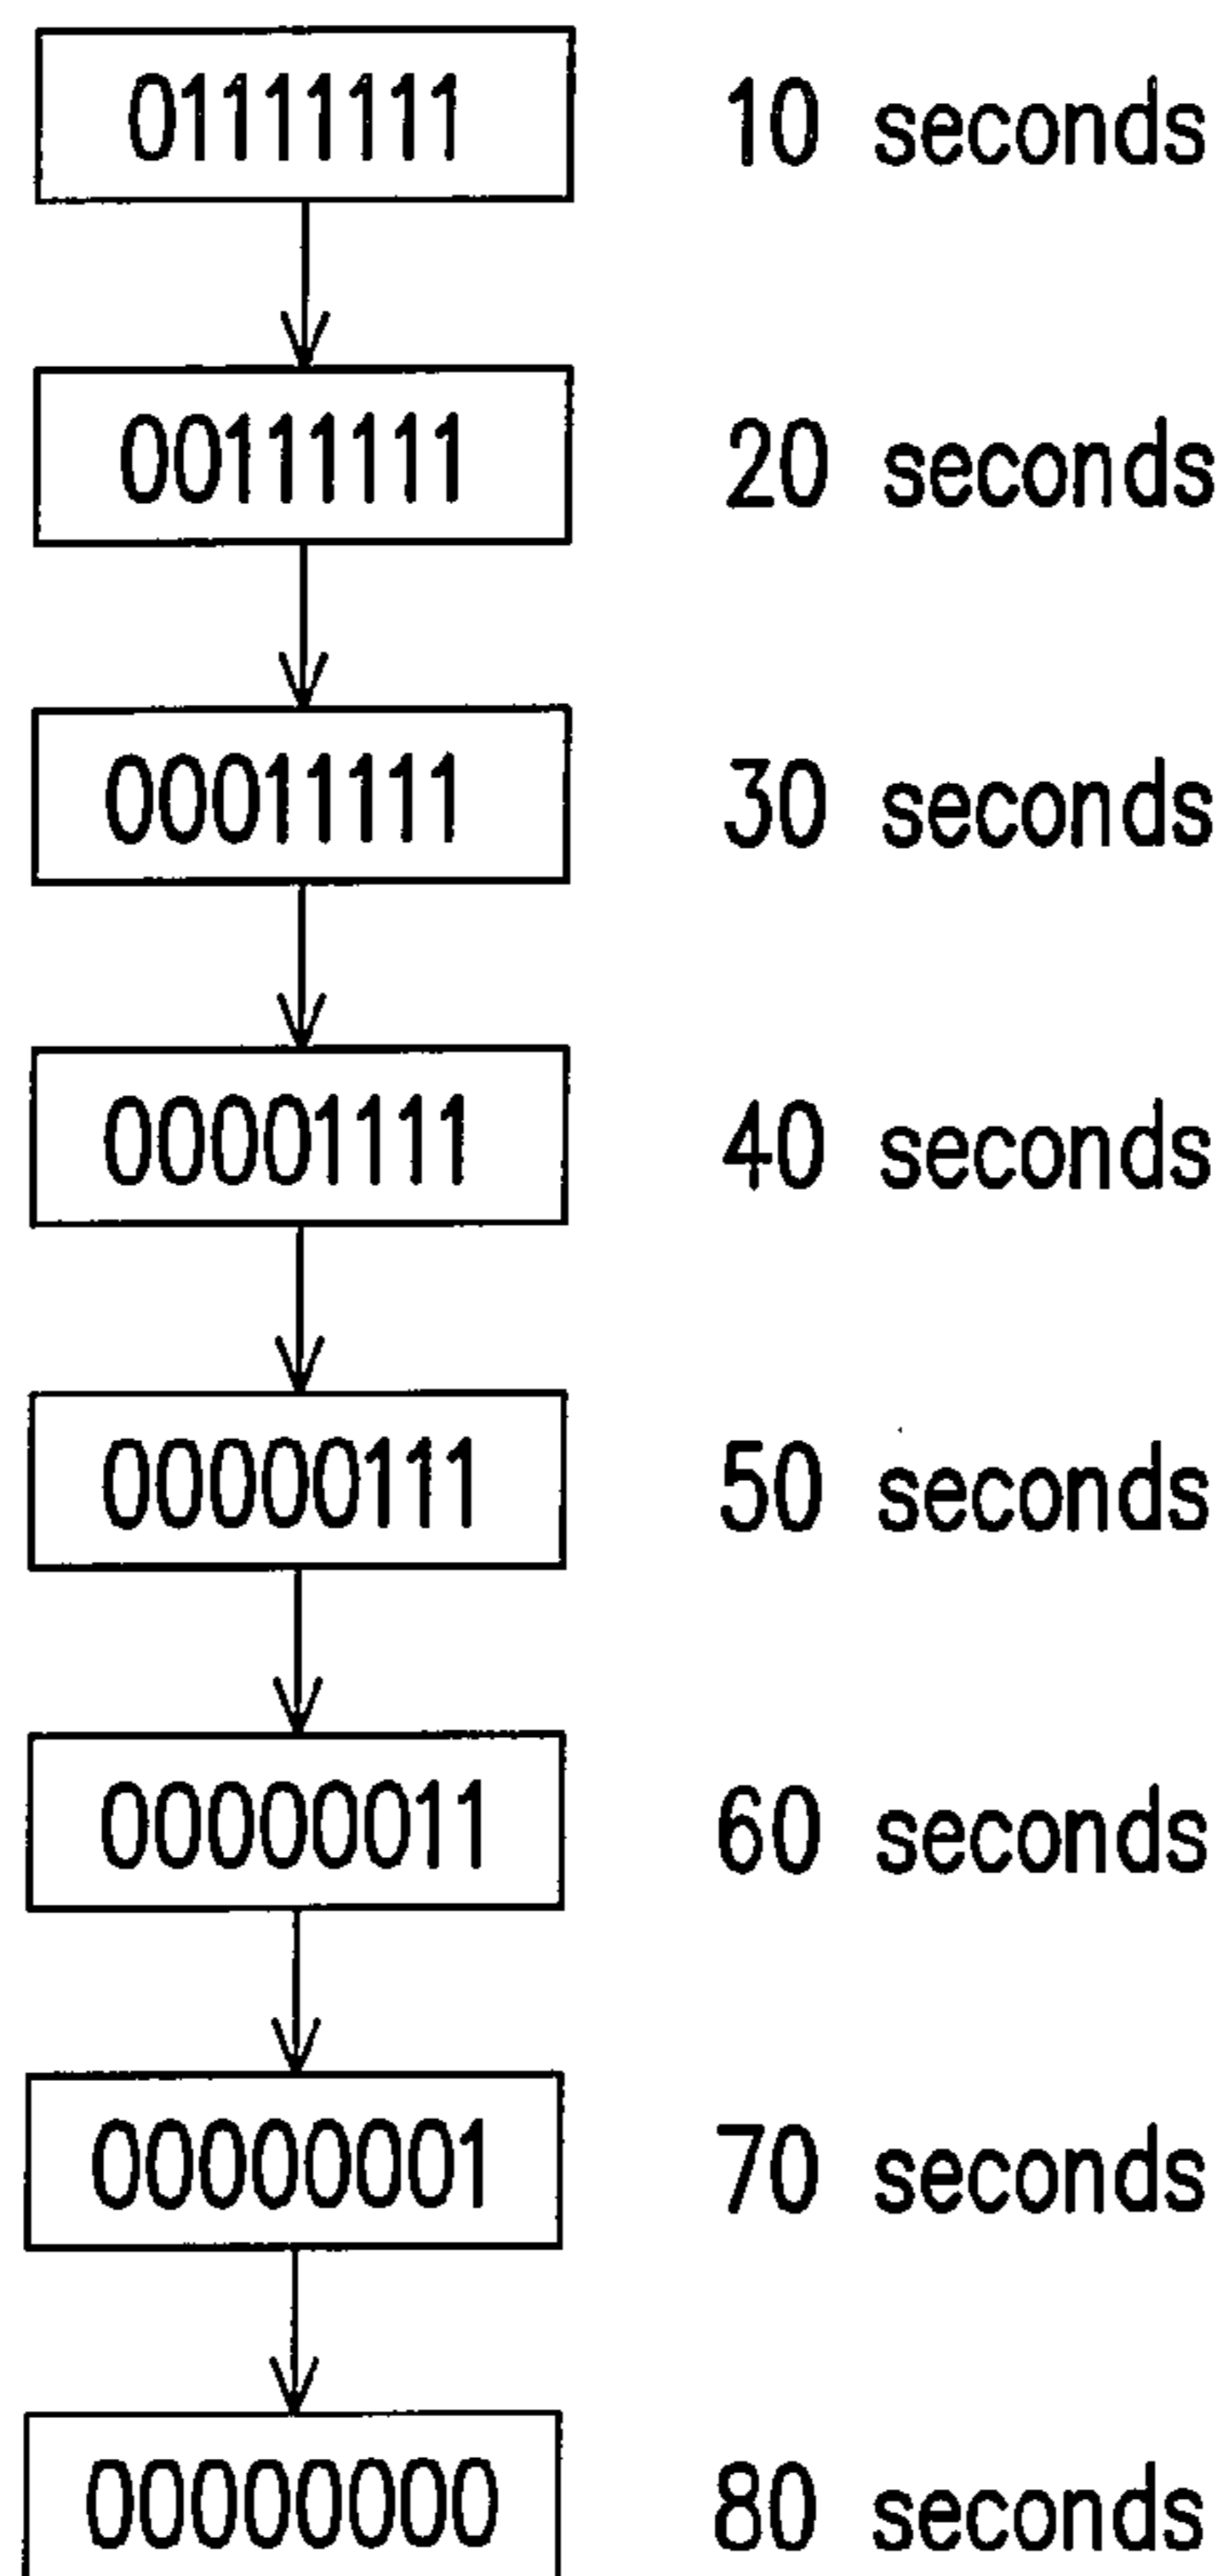 01111111 10 seconds
00111111 20 seconds
00011111 30 seconds
00001111 40 seconds
00000111 50 seconds
00000011 60 seconds
00000001 70 seconds
00000000 80 seconds